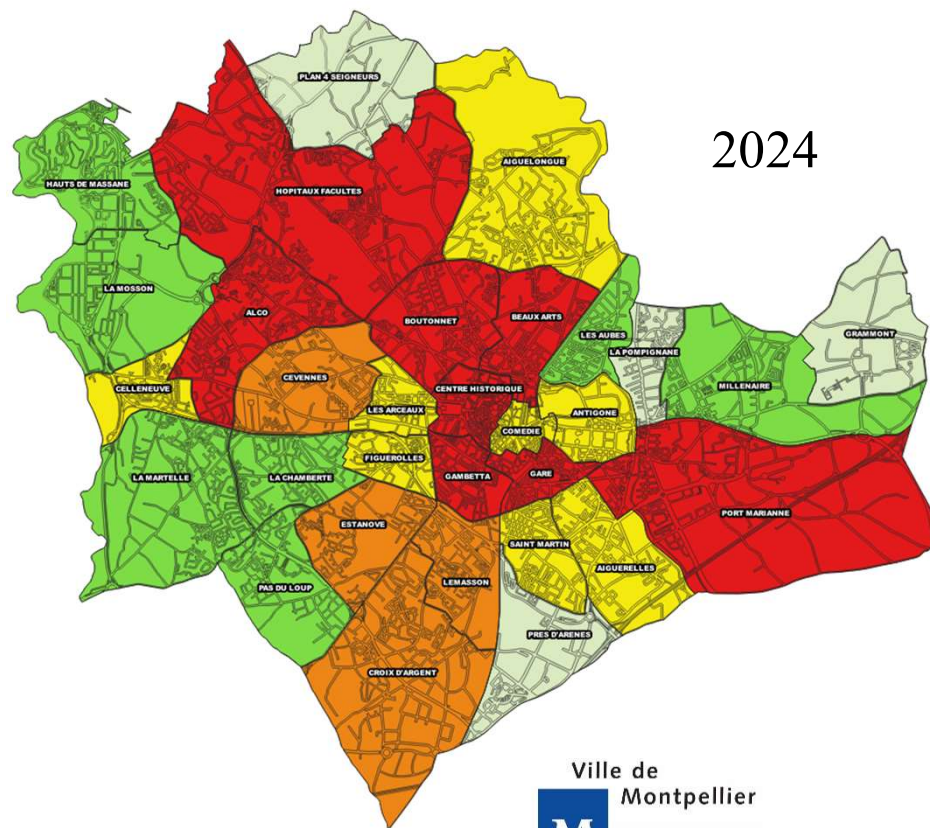 PLAN 4 SEIGNEURS
2024
AIGUELONGUE
HAUTS DE MASSANE
HOPITAUX FACULTES
LA MOSSON
ALCO
BOUTONNET
BEAUX ARTS
LES AUBES
LA POMPIGNANE
GRAMMONT
CEVENNES
CENTRE HISTORIQUE
MILLENAIRE
CELLENEUVE
LES ARCEAUX
COMEDIE
ANTIGONE
FIGUEROLLES
LA MARTELLE
LA CHAMBERTE
GAMBETTA
GARE
PORT MARIANNE
ESTANOVE
SAINT MARTIN
AIGUERELLES
PAS DU LOUP
LEMASSON
PRES D'ARENES
CROIX D'ARGENT
Ville de
Montpellier
M